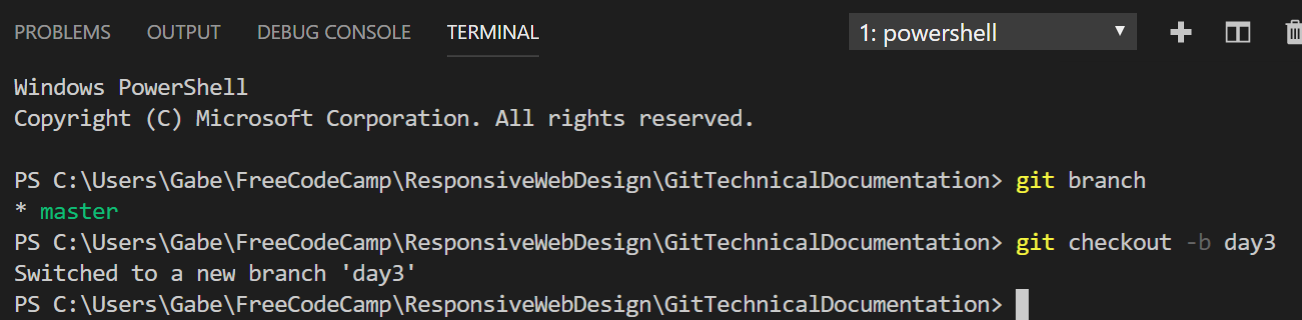 PROBLEMS OUTPUT DEBUG CONSOLE TERMINAL 1: powershell
Windows PowerShell
Copyright (C) Microsoft Corporation. All rights reserved.
PS C:\Users\Gabe\FreeCodeCamp\ResponsiveWebDesign\GitTechnicalDocumentation> git branch
* master
PS C:\Users\Gabe\FreeCodeCamp\ResponsiveWebDesign\GitTechnicalDocumentation> git checkout -b day3
Switched to a new branch 'day3'
PS C:\Users\Gabe\FreeCodeCamp\ResponsiveWebDesign\GitTechnicalDocumentation>